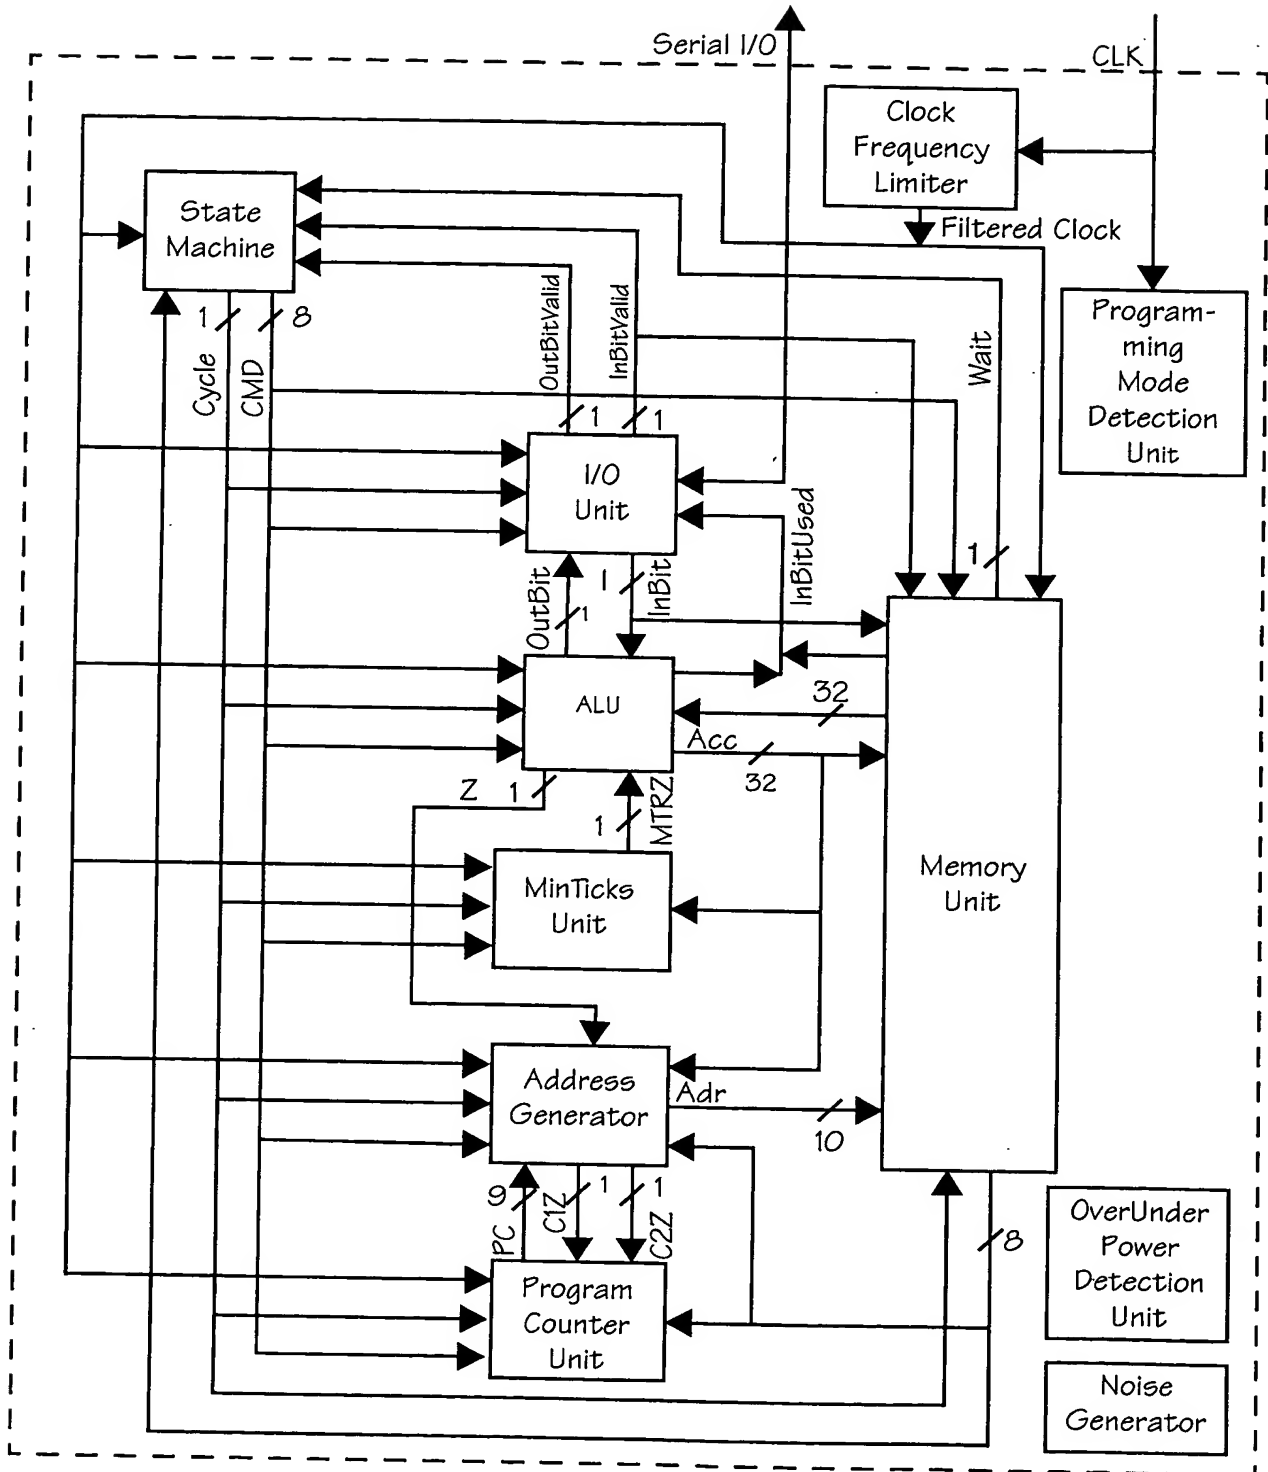 Serial I/O
CLK
Clock
Frequency
Limiter
State
Machine
Filtered Clock
Program-
ming
Mode
Detection
Unit
1
8
Cycle
CMD
OutBitValid
InBitValid
Wait
1
1
I/O
Unit
InBitUsed
1
OutBit
1
1
InBit
ALU
32
Acc
32
Z
1
1
MTRZ
MinTicks
Unit
Memory
Unit
Address
Generator
Adr
10
9
PC
C1Z
1
1
C2Z
8
Program
Counter
Unit
OverUnder
Power
Detection
Unit
Noise
Generator